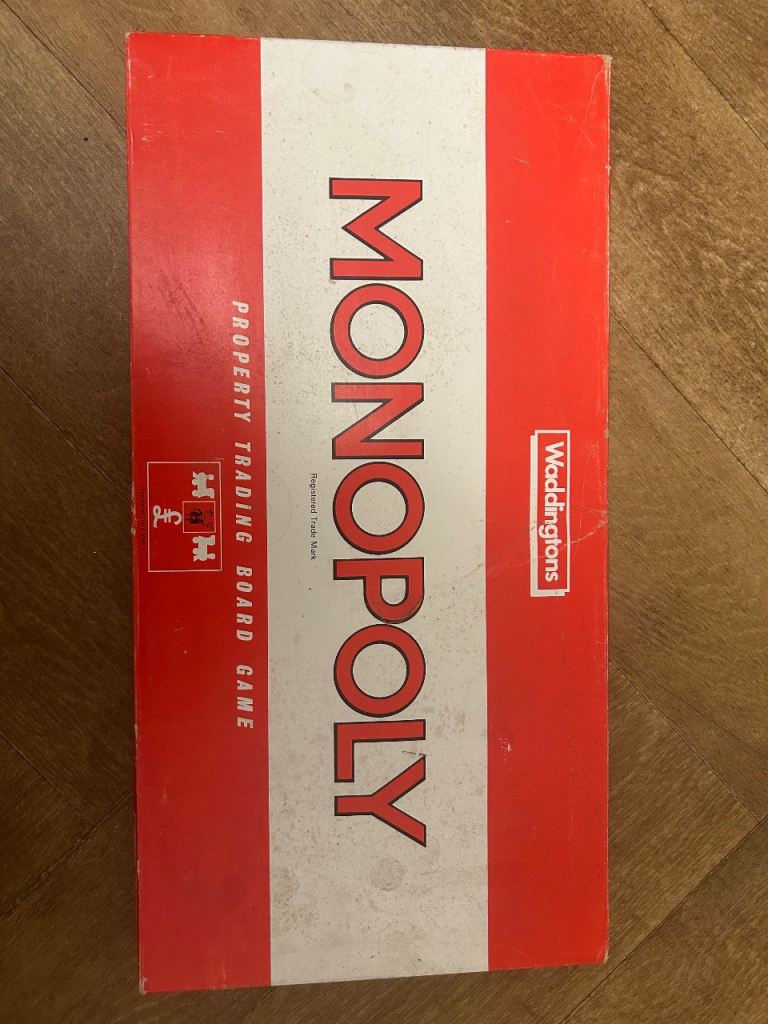 Waddingtons
MONOPOLY
Registered Trade Mark
PROPERTY TRADING BOARD GAME
£